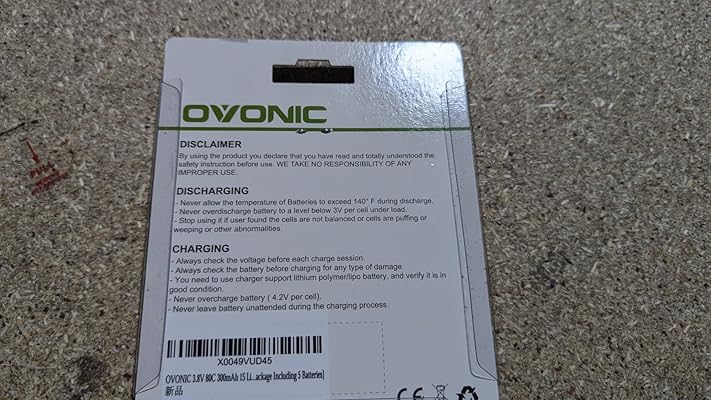 OVONIC
DISCLAIMER
By using the product you declare that you have read and totally understood the
safety instruction before use. WE TAKE NO RESPONSIBILITY OF ANY
IMPROPER USE.
DISCHARGING
- Never allow the temperature of Batteries to exceed 140° F during discharge.
- Never overdischarge battery to a level below 3V per cell under load.
- Stop using it if user found the cells are not balanced or cells are puffing or
weeping or other abnormalities.
CHARGING
- Always check the voltage before each charge session.
- Always check the battery before charging for any type of damage.
- You need to use charger support lithium polymer/lipo battery, and verify it is in
good condition.
- Never overcharge battery ( 4.2V per cell).
- Never leave battery unattended during the charging process.
X0049VUD45
OVONIC 3.8V 80C 300mAh 1S Li...ackage Including 5 Batteries]
新品
CE